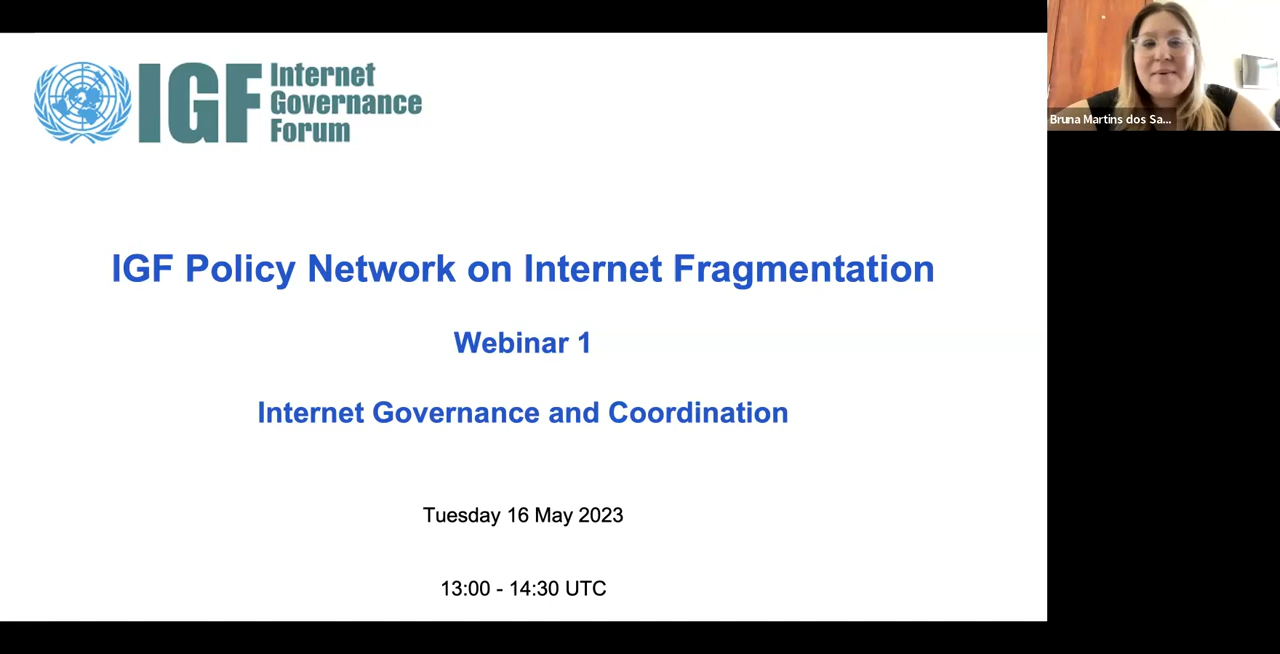 IGF
Internet
Governance
Forum
Bruna Martins dos Sa...
IGF Policy Network on Internet Fragmentation
Webinar 1
Internet Governance and Coordination
Tuesday 16 May 2023
13:00 - 14:30 UTC